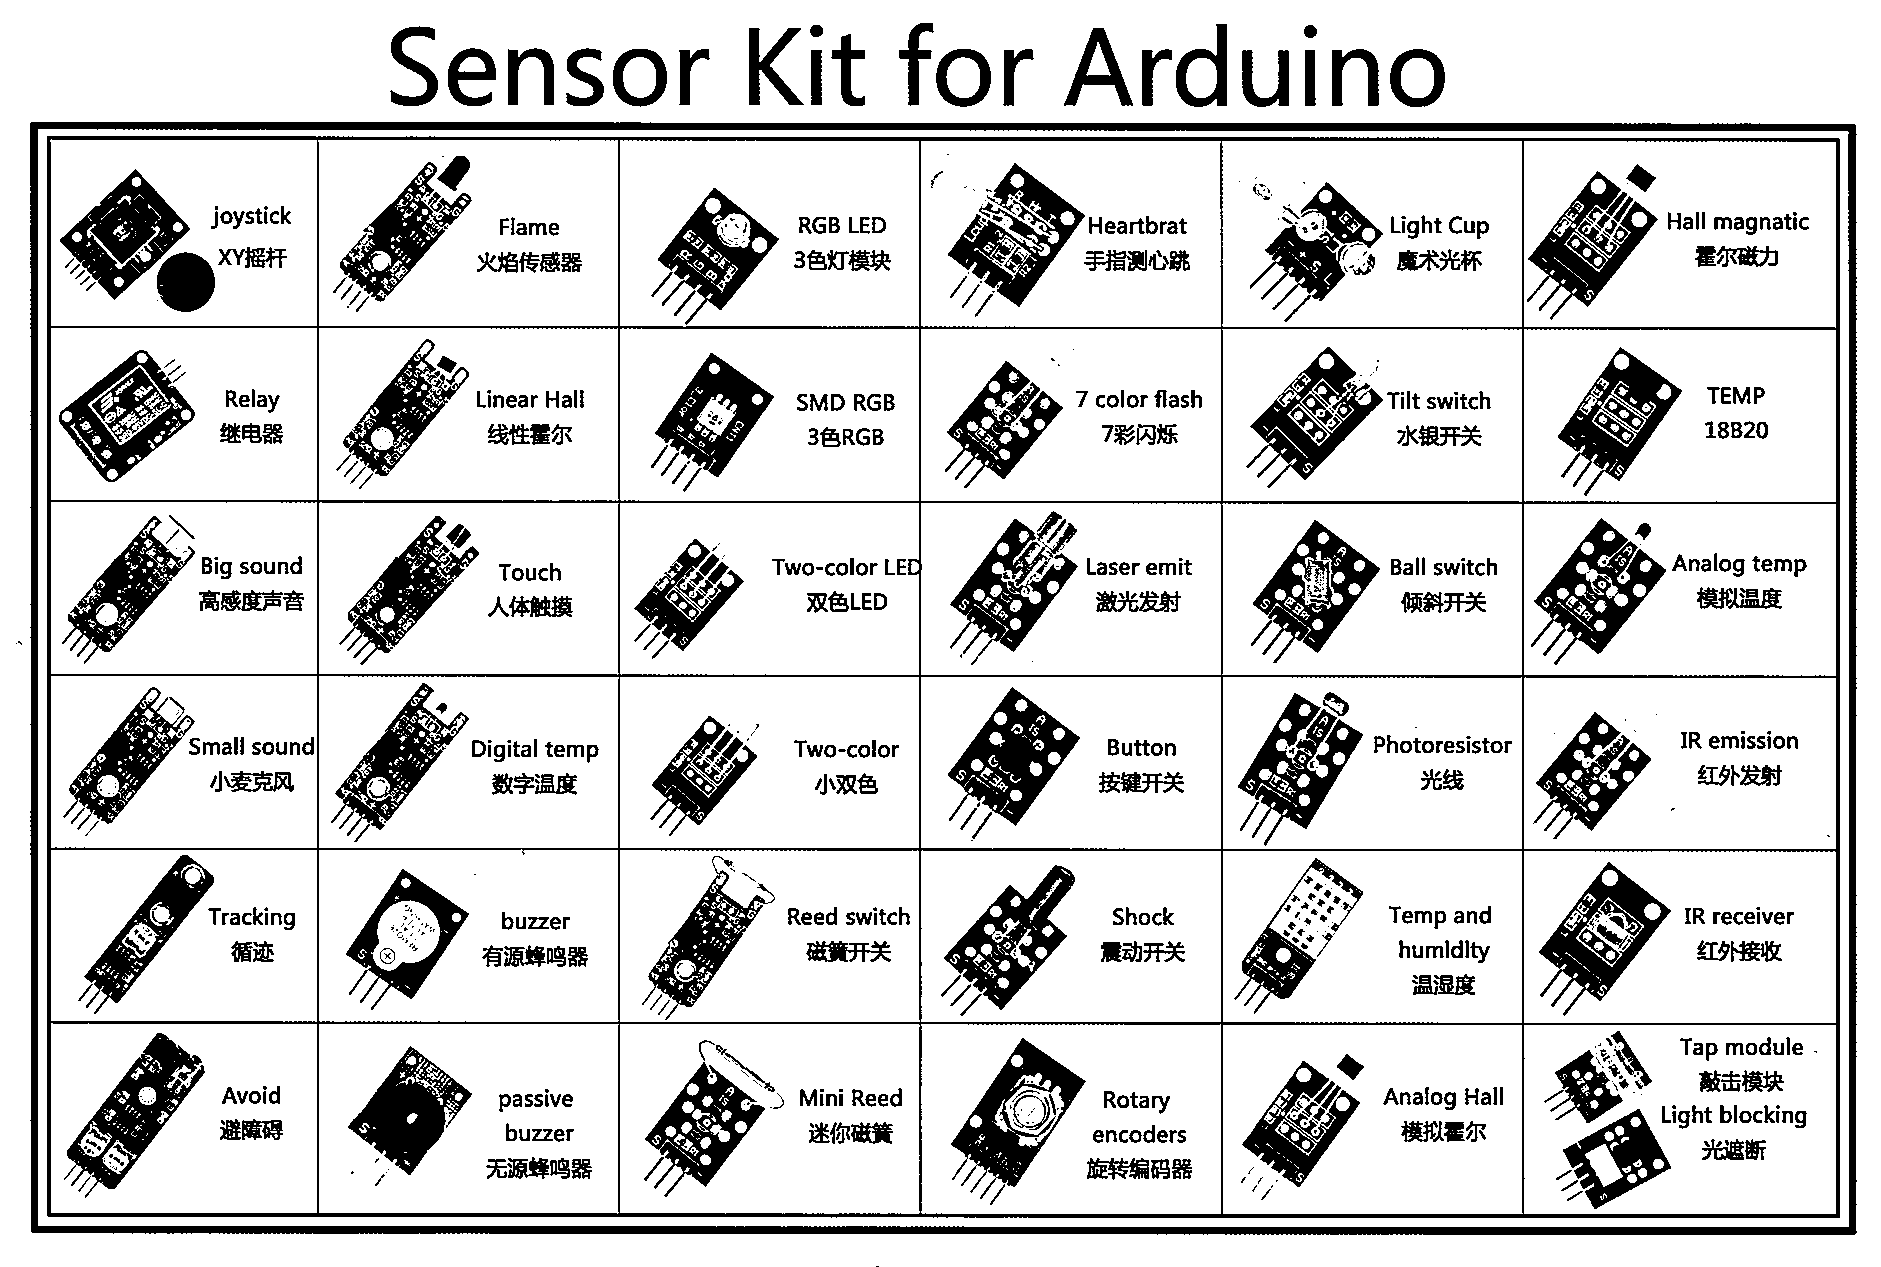 Sensor Kit for Arduino
joystick
XY摇杆
Flame
火焰传感器
RGB LED
3色灯模块
Heartbrat
手指测心跳
Light Cup
魔术光杯
Hall magnatic
霍尔磁力
Relay
继电器
Linear Hall
线性霍尔
SMD RGB
3色RGB
7 color flash
7彩闪烁
Tilt switch
水银开关
TEMP
18B20
Big sound
高感度声音
Touch
人体触摸
Two-color LED
双色LED
Laser emit
激光发射
Ball switch
倾斜开关
Analog temp
模拟温度
Small sound
小麦克风
Digital temp
数字温度
Two-color
小双色
Button
按键开关
Photoresistor
光线
IR emission
红外发射
Tracking
循迹
buzzer
有源蜂鸣器
Reed switch
磁簧开关
Shock
震动开关
Temp and
humidity
温湿度
IR receiver
红外接收
Avoid
避障碍
passive
buzzer
无源蜂鸣器
Mini Reed
迷你磁簧
Rotary
encoders
旋转编码器
Analog Hall
模拟霍尔
Tap module
敲击模块
Light blocking
光遮断